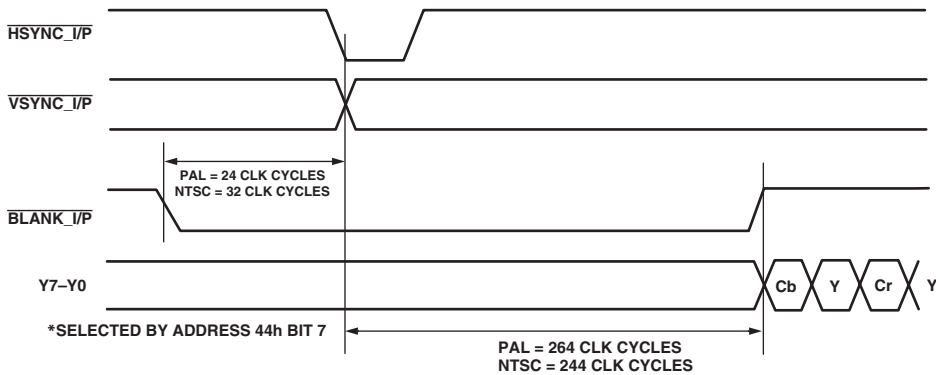 HSYNC_I/P
VSYNC_I/P
PAL = 24 CLK CYCLES
NTSC = 32 CLK CYCLES
BLANK_I/P
Y7–Y0
Cb Y Cr Y
*SELECTED BY ADDRESS 44h BIT 7
PAL = 264 CLK CYCLES
NTSC = 244 CLK CYCLES